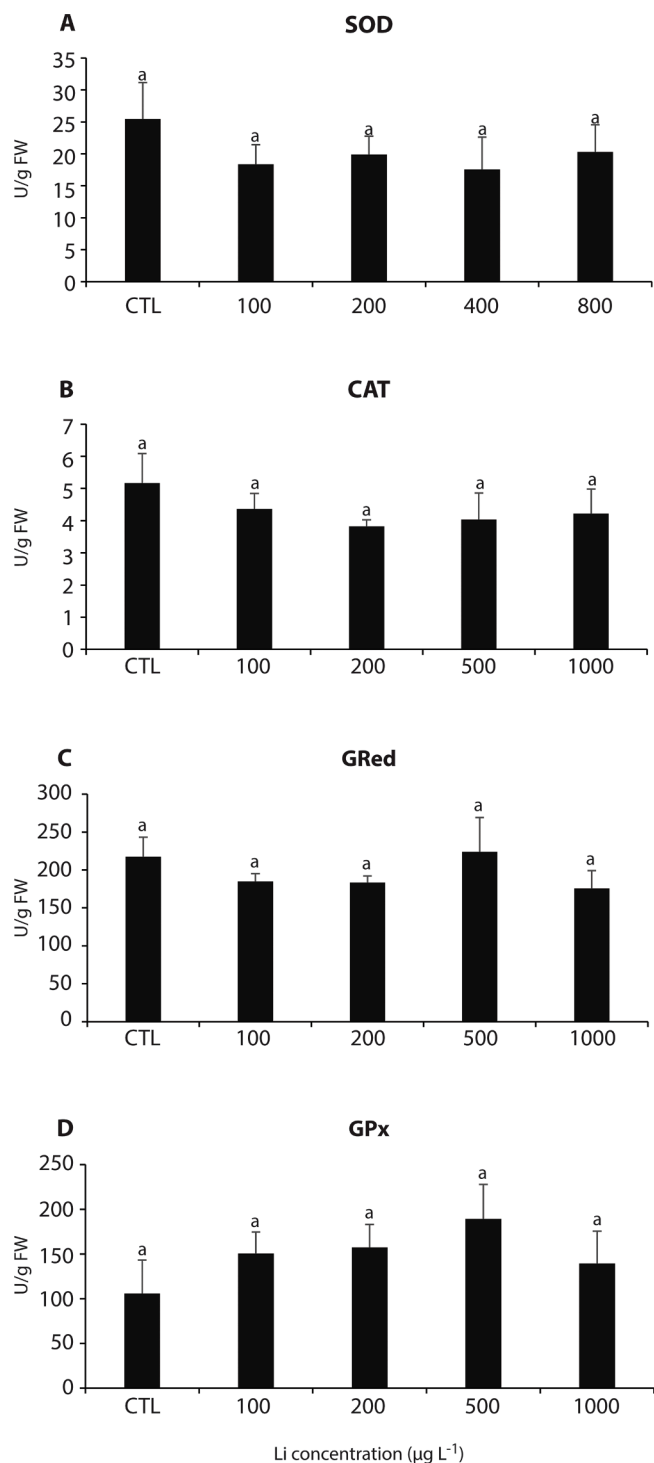 A SOD
a
a
a
a
a
35
30
25
20
15
10
5
0
U/g FW
CTL 100 200 400 800
B CAT
a
a
a
a
a
7
6
5
4
3
2
1
0
U/g FW
CTL 100 200 500 1000
C GRed
a
a
a
a
a
300
250
200
150
100
50
0
U/g FW
CTL 100 200 500 1000
D GPx
a
a
a
a
a
250
200
150
100
50
0
U/g FW
CTL 100 200 500 1000
Li concentration (µg L⁻¹)